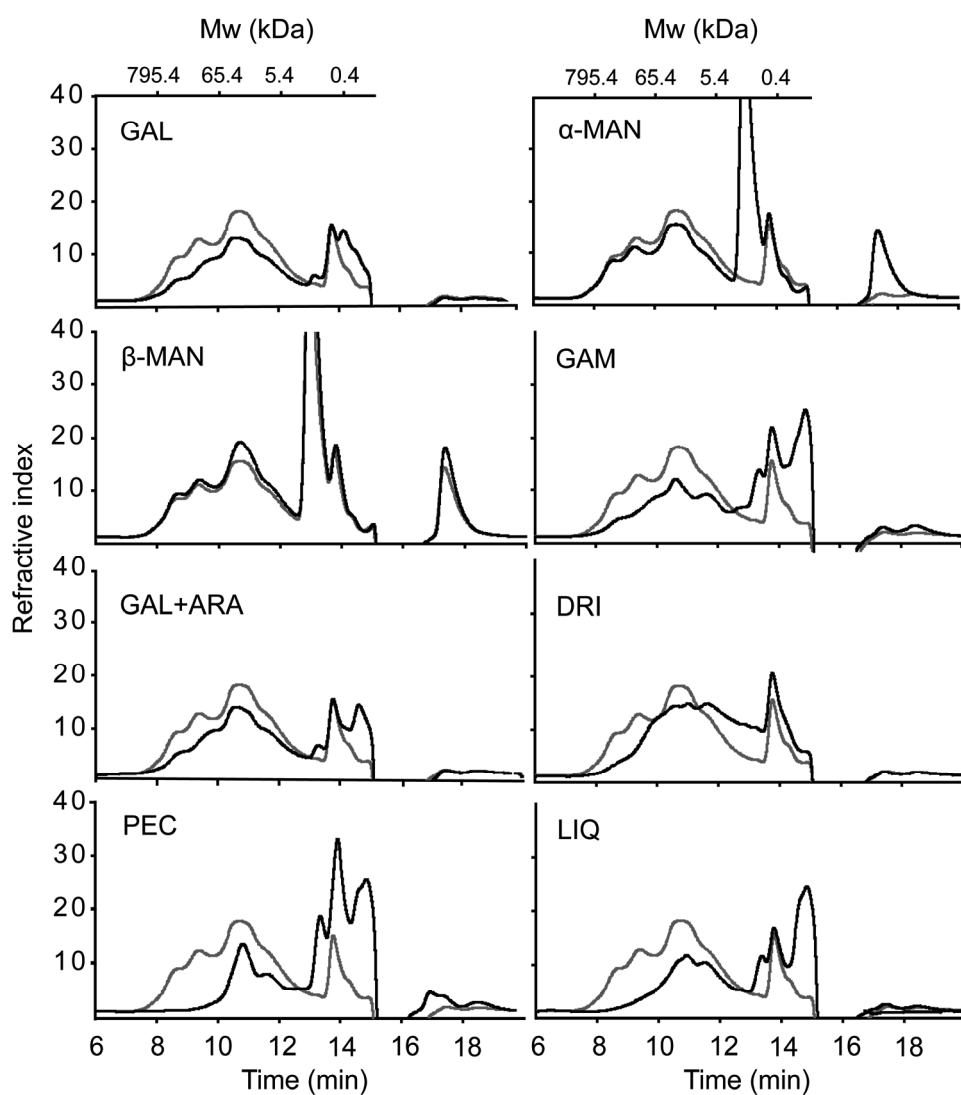 Mw (kDa) Mw (kDa)
795.4 65.4 5.4 0.4 795.4 65.4 5.4 0.4
40
GAL α-MAN
30
20
10
40
β-MAN GAM
30
20
10
Refractive index
40
GAL+ARA DRI
30
20
10
40
PEC LIQ
30
20
10
6 8 10 12 14 16 18 6 8 10 12 14 16 18
Time (min) Time (min)